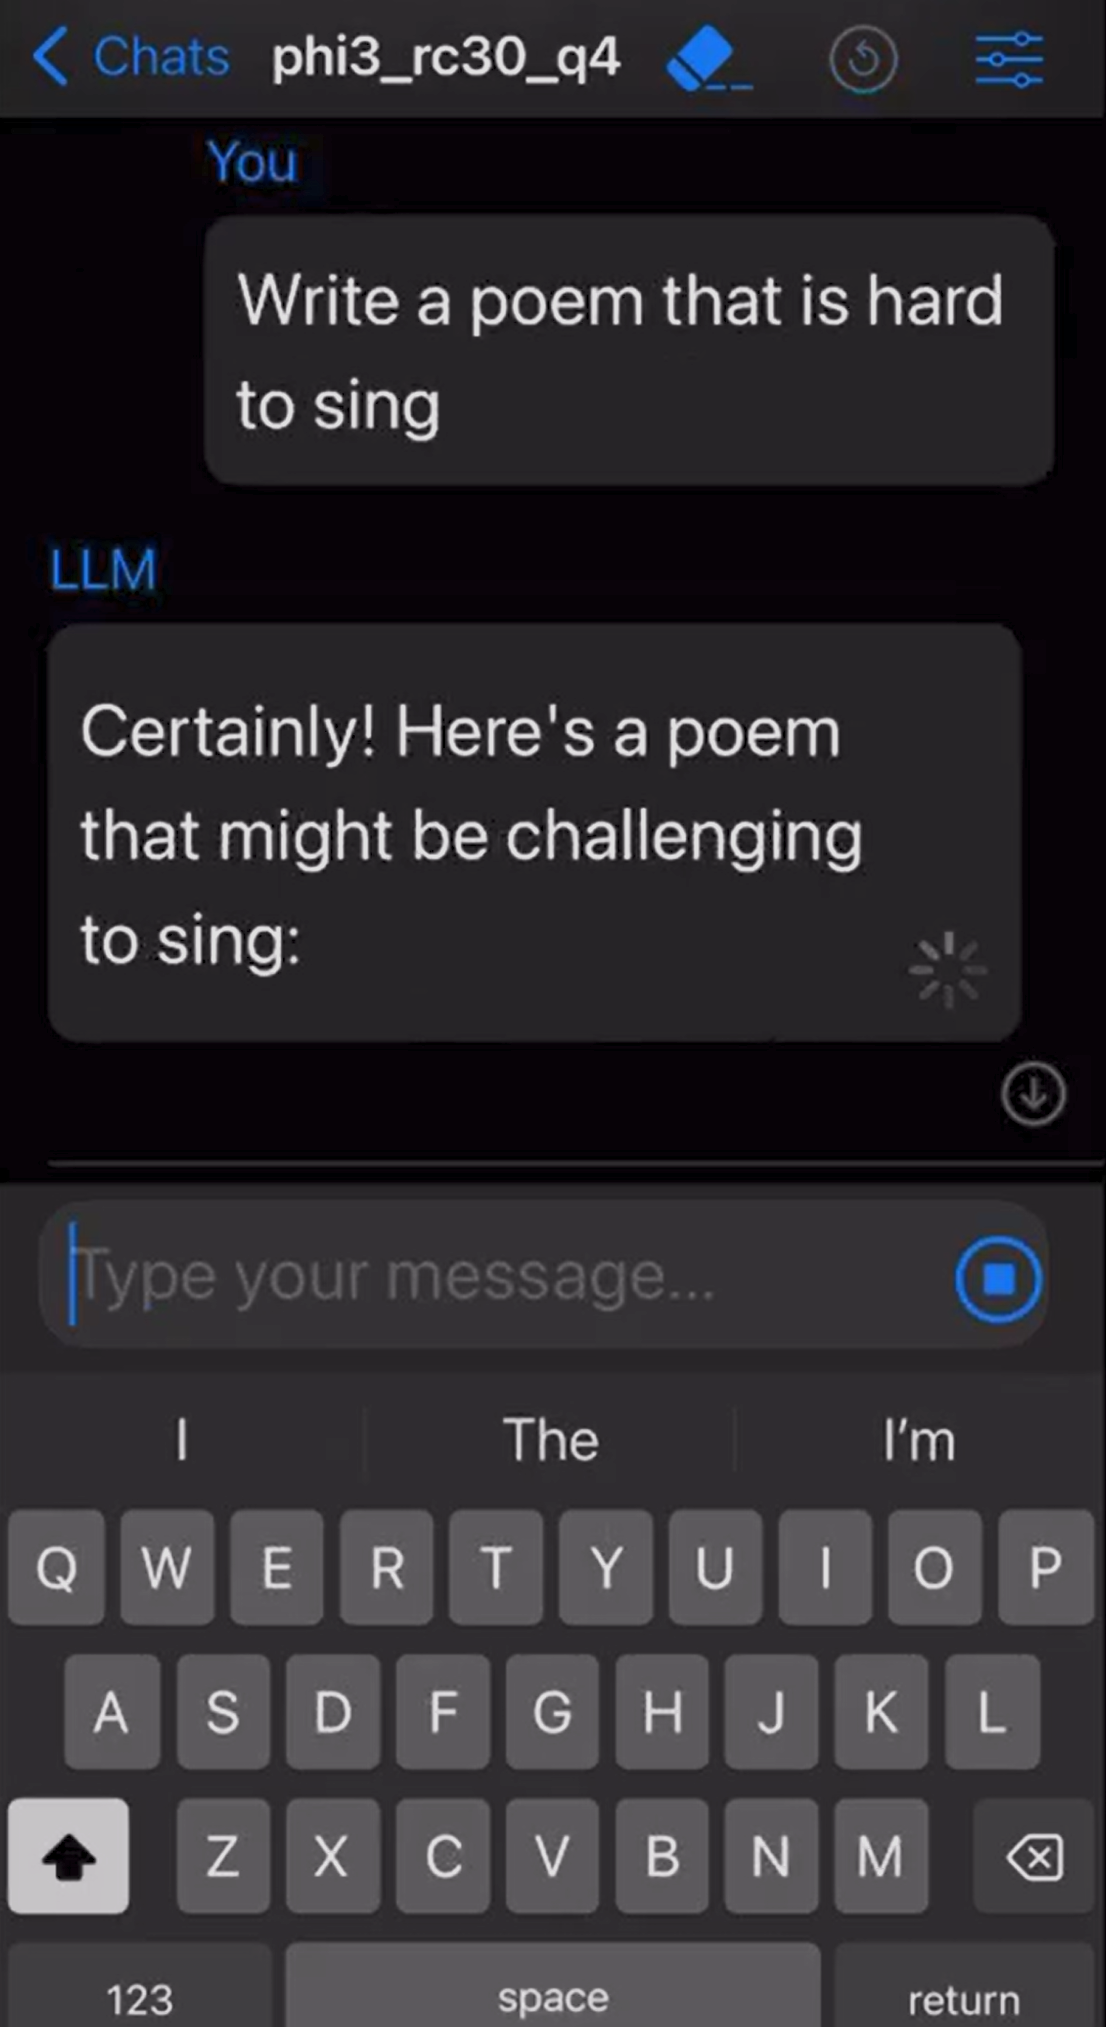 Chats phi3_rc30_q4
You
Write a poem that is hard
to sing
LLM
Certainly! Here's a poem
that might be challenging
to sing:
Type your message...
I The I'm
Q W E R T Y U I O P
A S D F G H J K L
Z X C V B N M
123 space return